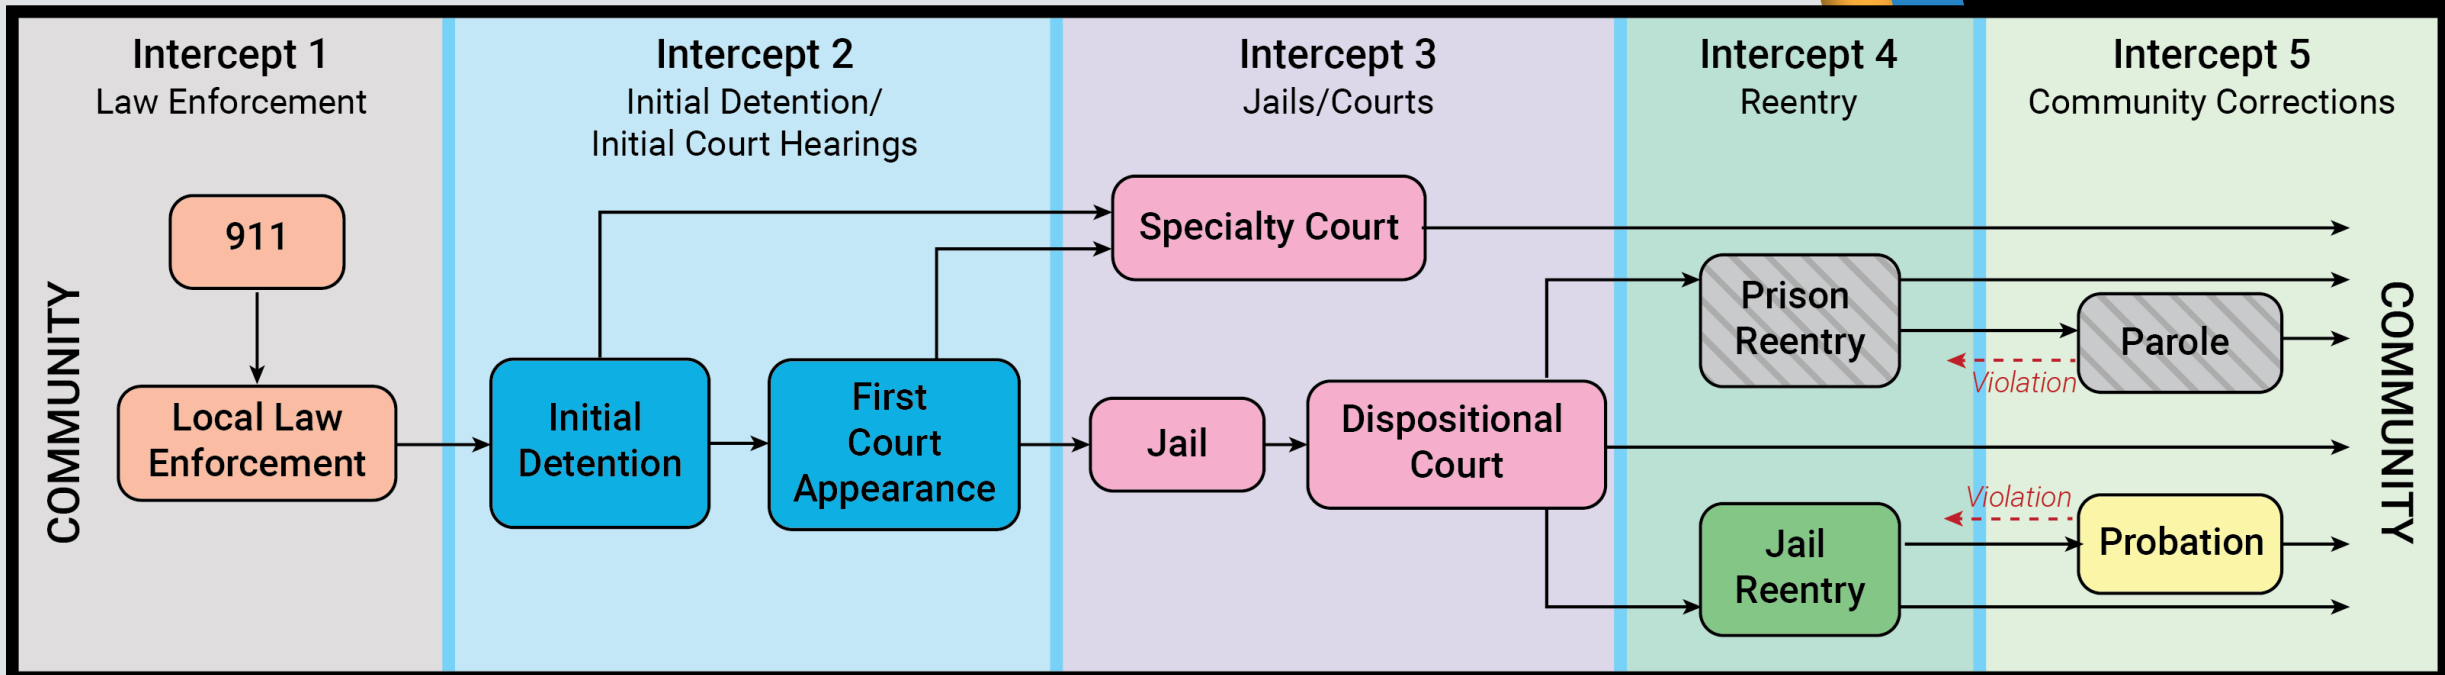 Intercept 1
Law Enforcement
Intercept 2
Initial Detention/
Initial Court Hearings
Intercept 3
Jails/Courts
Intercept 4
Reentry
Intercept 5
Community Corrections
COMMUNITY
911
Local Law
Enforcement
Initial
Detention
First
Court
Appearance
Specialty Court
Jail
Dispositional
Court
Prison
Reentry
Jail
Reentry
Parole
Violation
Violation
Probation
COMMUNITY